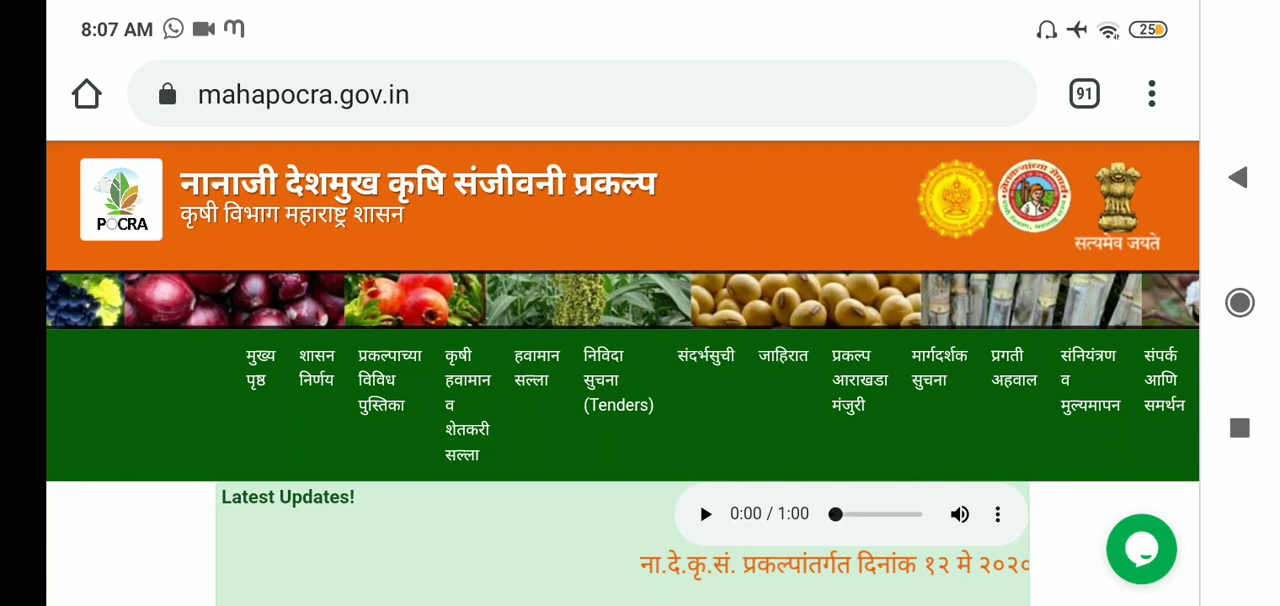 8:07 AM
25
mahapocra.gov.in
91
POCRA
नानाजी देशमुख कृषि संजीवनी प्रकल्प
कृषी विभाग महाराष्ट्र शासन
सत्यमेव जयते
मुख्य पृष्ठ
शासन निर्णय
प्रकल्पाच्या विविध पुस्तिका
कृषी हवामान व शेतकरी सल्ला
हवामान सल्ला
निविदा सुचना (Tenders)
संदर्भसुची
जाहिरात
प्रकल्प आराखडा मंजुरी
मार्गदर्शक सुचना
प्रगती अहवाल
संनियंत्रण व मुल्यमापन
संपर्क आणि समर्थन
Latest Updates!
0:00 / 1:00
ना.दे.कृ.सं. प्रकल्पांतर्गत दिनांक १२ मे २०२०